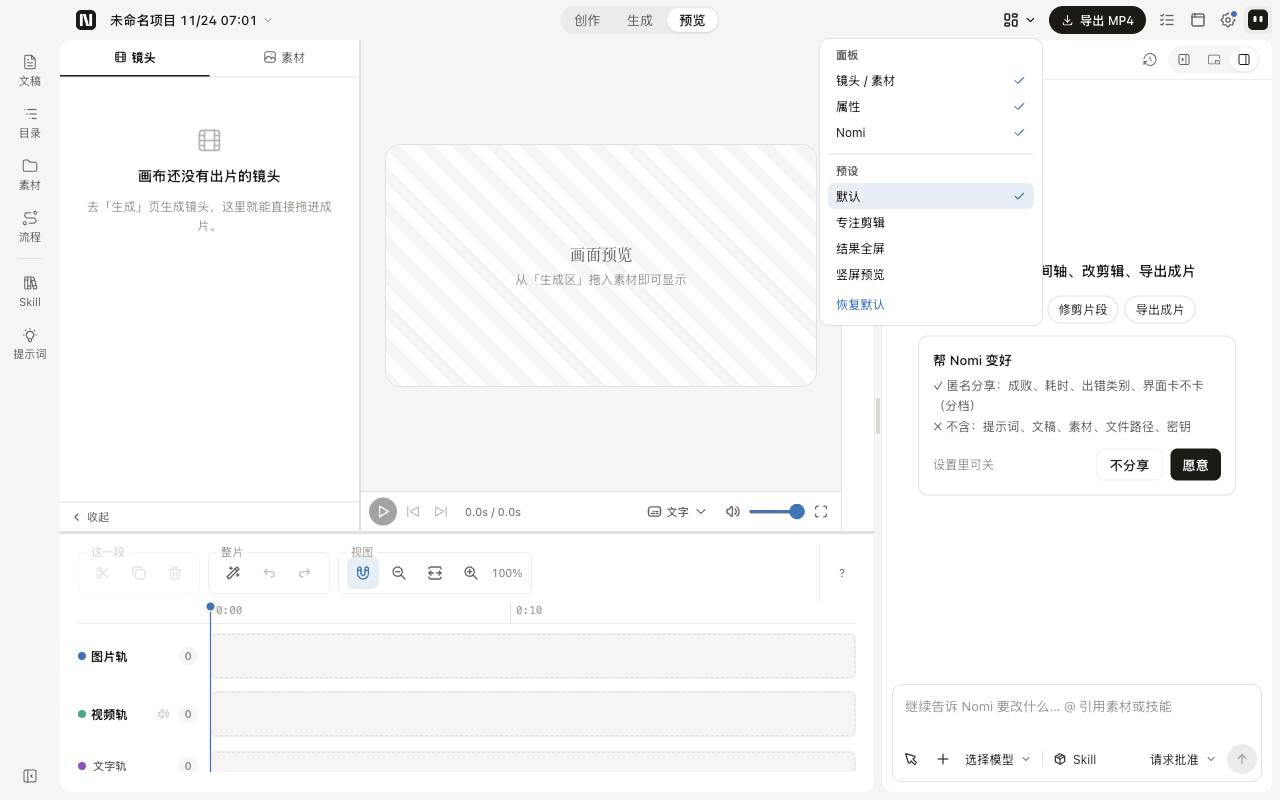 未命名项目 11/24 07:01
创作
生成
预览
导出 MP4
文稿
目录
素材
流程
Skill
提示词
镜头
素材
画布还没有出片的镜头
去「生成」页生成镜头，这里就能直接拖进成
片。
收起
画面预览
从「生成区」拖入素材即可显示
0.0s / 0.0s
文字
面板
镜头 / 素材
属性
Nomi
预设
默认
专注剪辑
结果全屏
竖屏预览
恢复默认
间轴、改剪辑、导出成片
修剪片段
导出成片
帮 Nomi 变好
✓ 匿名分享：成败、耗时、出错类别、界面卡不卡
（分档）
✕ 不含：提示词、文稿、素材、文件路径、密钥
设置里可关
不分享
愿意
这一段
整片
视图
100%
?
0:00
0:10
图片轨
0
视频轨
0
文字轨
0
继续告诉 Nomi 要改什么... @ 引用素材或技能
选择模型
Skill
请求批准